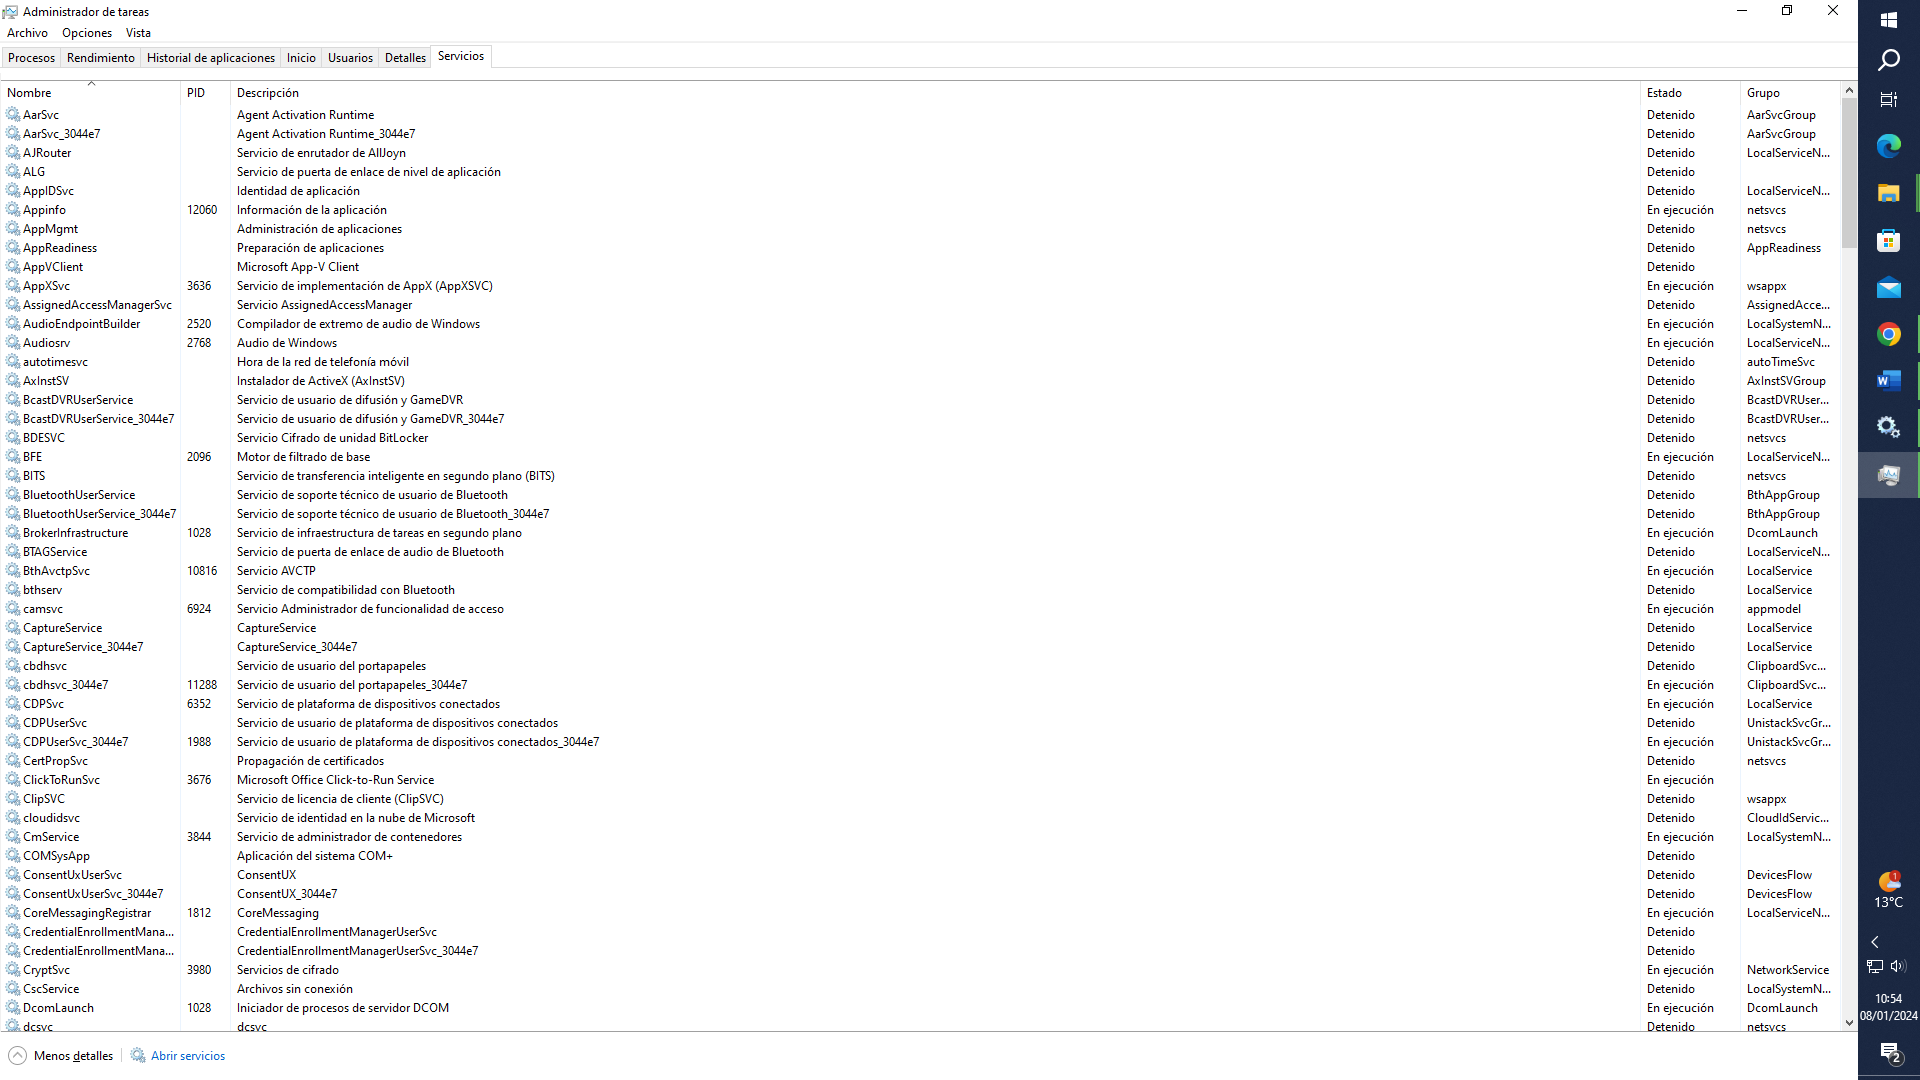 Administrador de tareas
Archivo Opciones Vista
Procesos Rendimiento Historial de aplicaciones Inicio Usuarios Detalles Servicios
Nombre PID Descripción Estado Grupo
AarSvc Agent Activation Runtime Detenido AarSvcGroup
AarSvc_3044e7 Agent Activation Runtime_3044e7 Detenido AarSvcGroup
AJRouter Servicio de enrutador de AllJoyn Detenido LocalServiceN...
ALG Servicio de puerta de enlace de nivel de aplicación Detenido
AppIDSvc Identidad de aplicación Detenido LocalServiceN...
Appinfo 12060 Información de la aplicación En ejecución netsvcs
AppMgmt Administración de aplicaciones Detenido netsvcs
AppReadiness Preparación de aplicaciones Detenido AppReadiness
AppVClient Microsoft App-V Client Detenido
AppXSvc 3636 Servicio de implementación de AppX (AppXSVC) En ejecución wsappx
AssignedAccessManagerSvc Servicio AssignedAccessManager Detenido AssignedAcce...
AudioEndpointBuilder 2520 Compilador de extremo de audio de Windows En ejecución LocalSystemN...
Audiosrv 2768 Audio de Windows En ejecución LocalServiceN...
autotimesvc Hora de la red de telefonía móvil Detenido autoTimeSvc
AxInstSV Instalador de ActiveX (AxInstSV) Detenido AxInstSVGroup
BcastDVRUserService Servicio de usuario de difusión y GameDVR Detenido BcastDVRUser...
BcastDVRUserService_3044e7 Servicio de usuario de difusión y GameDVR_3044e7 Detenido BcastDVRUser...
BDESVC Servicio Cifrado de unidad BitLocker Detenido netsvcs
BFE 2096 Motor de filtrado de base En ejecución LocalServiceN...
BITS Servicio de transferencia inteligente en segundo plano (BITS) Detenido netsvcs
BluetoothUserService Servicio de soporte técnico de usuario de Bluetooth Detenido BthAppGroup
BluetoothUserService_3044e7 Servicio de soporte técnico de usuario de Bluetooth_3044e7 Detenido BthAppGroup
BrokerInfrastructure 1028 Servicio de infraestructura de tareas en segundo plano En ejecución DcomLaunch
BTAGService Servicio de puerta de enlace de audio de Bluetooth Detenido LocalServiceN...
BthAvctpSvc 10816 Servicio AVCTP En ejecución LocalService
bthserv Servicio de compatibilidad con Bluetooth Detenido LocalService
camsvc 6924 Servicio Administrador de funcionalidad de acceso En ejecución appmodel
CaptureService CaptureService Detenido LocalService
CaptureService_3044e7 CaptureService_3044e7 Detenido LocalService
cbdhsvc Servicio de usuario del portapapeles Detenido ClipboardSvc...
cbdhsvc_3044e7 11288 Servicio de usuario del portapapeles_3044e7 En ejecución ClipboardSvc...
CDPSvc 6352 Servicio de plataforma de dispositivos conectados En ejecución LocalService
CDPUserSvc Servicio de usuario de plataforma de dispositivos conectados Detenido UnistackSvcGr...
CDPUserSvc_3044e7 1988 Servicio de usuario de plataforma de dispositivos conectados_3044e7 En ejecución UnistackSvcGr...
CertPropSvc Propagación de certificados Detenido netsvcs
ClickToRunSvc 3676 Microsoft Office Click-to-Run Service En ejecución
ClipSVC Servicio de licencia de cliente (ClipSVC) Detenido wsappx
cloudidsvc Servicio de identidad en la nube de Microsoft Detenido CloudIdServic...
CmService 3844 Servicio de administrador de contenedores En ejecución LocalSystemN...
COMSysApp Aplicación del sistema COM+ Detenido
ConsentUxUserSvc ConsentUX Detenido DevicesFlow
ConsentUxUserSvc_3044e7 ConsentUX_3044e7 Detenido DevicesFlow
CoreMessagingRegistrar 1812 CoreMessaging En ejecución LocalServiceN...
CredentialEnrollmentMana... CredentialEnrollmentManagerUserSvc Detenido
CredentialEnrollmentMana... CredentialEnrollmentManagerUserSvc_3044e7 Detenido
CryptSvc 3980 Servicios de cifrado En ejecución NetworkService
CscService Archivos sin conexión Detenido LocalSystemN...
DcomLaunch 1028 Iniciador de procesos de servidor DCOM En ejecución DcomLaunch
dcsvc dcsvc Detenido netsvcs
Menos detalles Abrir servicios
W
1
13°C
10:54
08/01/2024
2